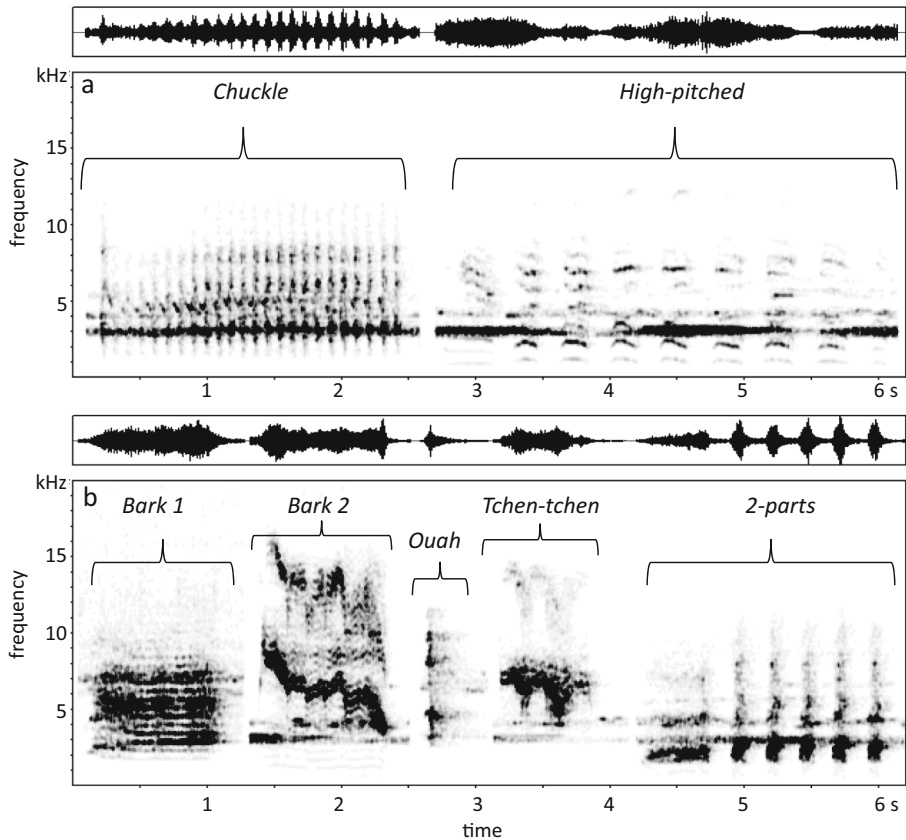 kHz
a
Chuckle High-pitched
15
10
5
frequency
1 2 3 4 5 6 s
kHz
b
Bark 1 Bark 2 Ouah Tchen-tchen 2-parts
15
10
5
frequency
1 2 3 4 5 6 s
time